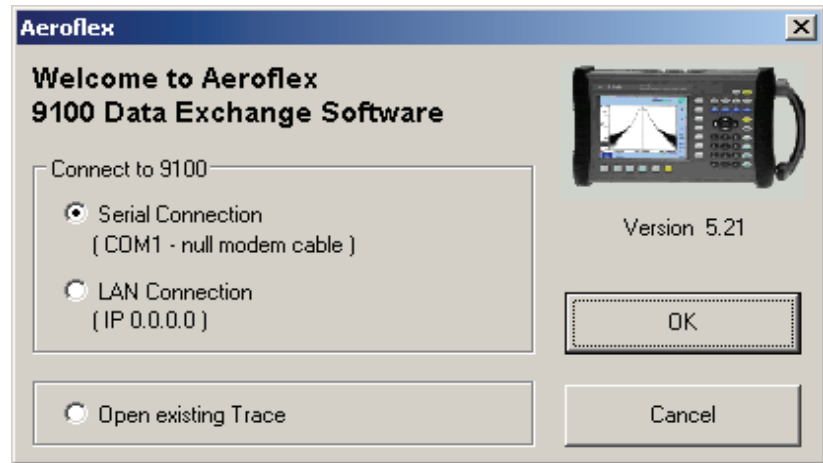 Aeroflex
Welcome to Aeroflex
9100 Data Exchange Software
Connect to 9100
Serial Connection
( COM1 - null modem cable )
LAN Connection
( IP 0.0.0.0 )
Open existing Trace
Version 5.21
OK
Cancel